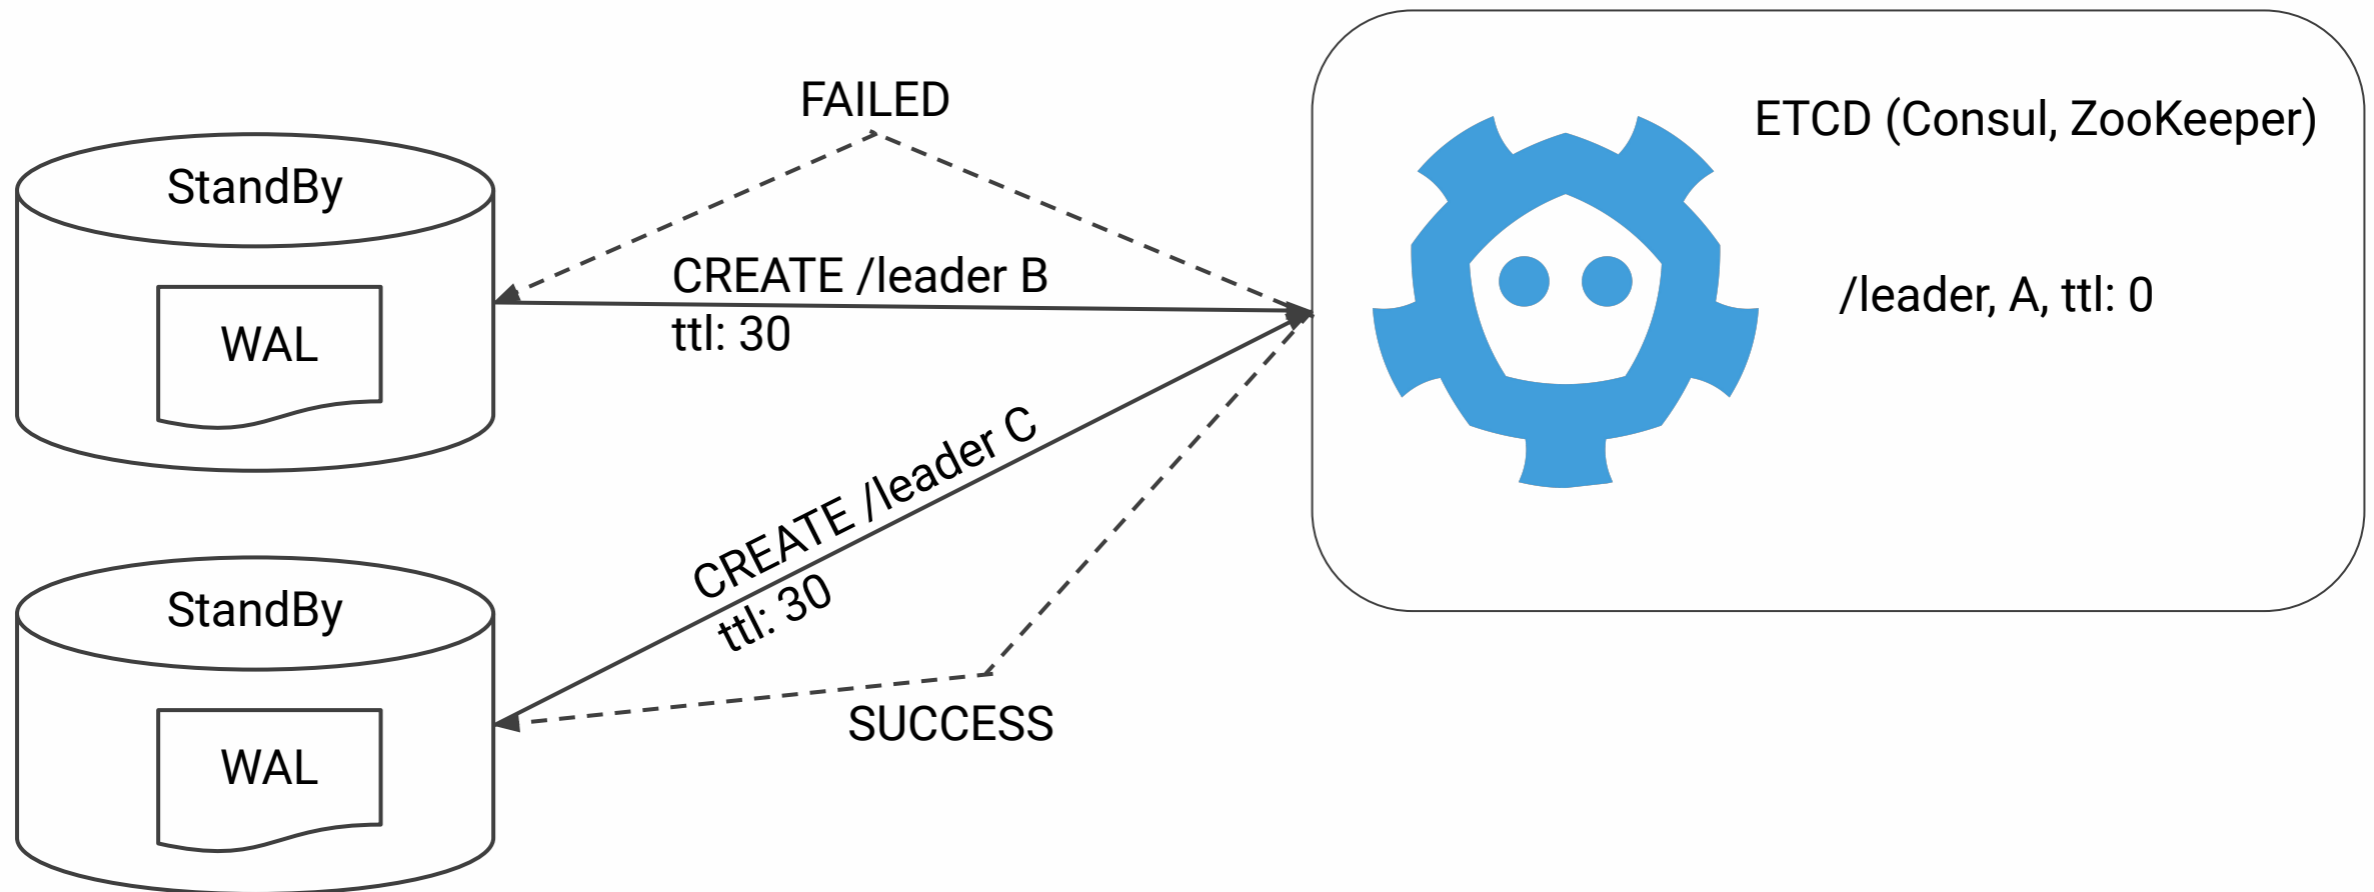 FAILED
ETCD (Consul, ZooKeeper)
StandBy
CREATE /leader B
ttl: 30
/leader, A, ttl: 0
WAL
CREATE /leader C
ttl: 30
StandBy
SUCCESS
WAL